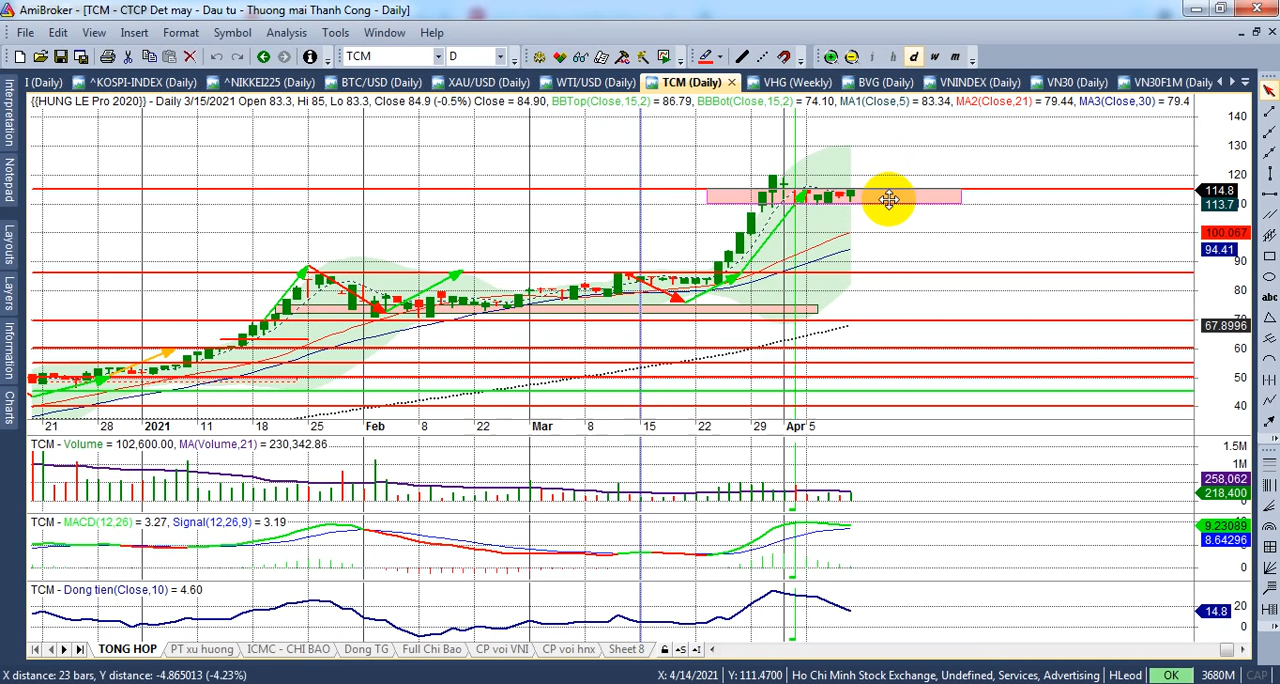 AmiBroker - [TCM - CTCP Det may - Dau tu - Thuong mai Thanh Cong - Daily]
File Edit View Insert Format Symbol Analysis Tools Window Help
TCM D i h d w m
I (Daily) ^KOSPI-INDEX (Daily) ^NIKKEI225 (Daily) BTC/USD (Daily) XAU/USD (Daily) WTI/USD (Daily) TCM (Daily) VHG (Weekly) BVG (Daily) VNINDEX (Daily) VN30 (Daily) VN30F1M (Daily)
{{HUNG LE Pro 2020}} - Daily 3/15/2021 Open 83.3, Hi 85, Lo 83.3, Close 84.9 (-0.5%) Close = 84.90, BBTop(Close,15,2) = 86.79, BBBot(Close,15,2) = 74.10, MA1(Close,5) = 83.34, MA2(Close,21) = 79.44, MA3(Close,30) = 79.4
Interpretation
Notepad
Layouts
Layers
Information
Charts
140
130
120
114.8
113.7
100.067
94.41
90
80
67.8996
60
50
40
21 28 2021 11 18 25 Feb 8 22 Mar 8 15 22 29 Apr 5
abc
TCM - Volume = 102,600.00, MA(Volume,21) = 230,342.86
1.5M
1M
258,062
218,400
TCM - MACD(12,26) = 3.27, Signal(12,26,9) = 3.19
9.23089
8.64296
0
TCM - Dong tien(Close,10) = 4.60
20
14.8
0
TONG HOP PT xu huong ICMC - CHI BAO Dong TG Full Chi Bao CP voi VNI CP voi hnx Sheet 8
X distance: 23 bars, Y distance: -4.865013 (-4.23%) X: 4/14/2021 Y: 111.4700 Ho Chi Minh Stock Exchange, Undefined, Services, Advertising HLeod OK 3680M CAP